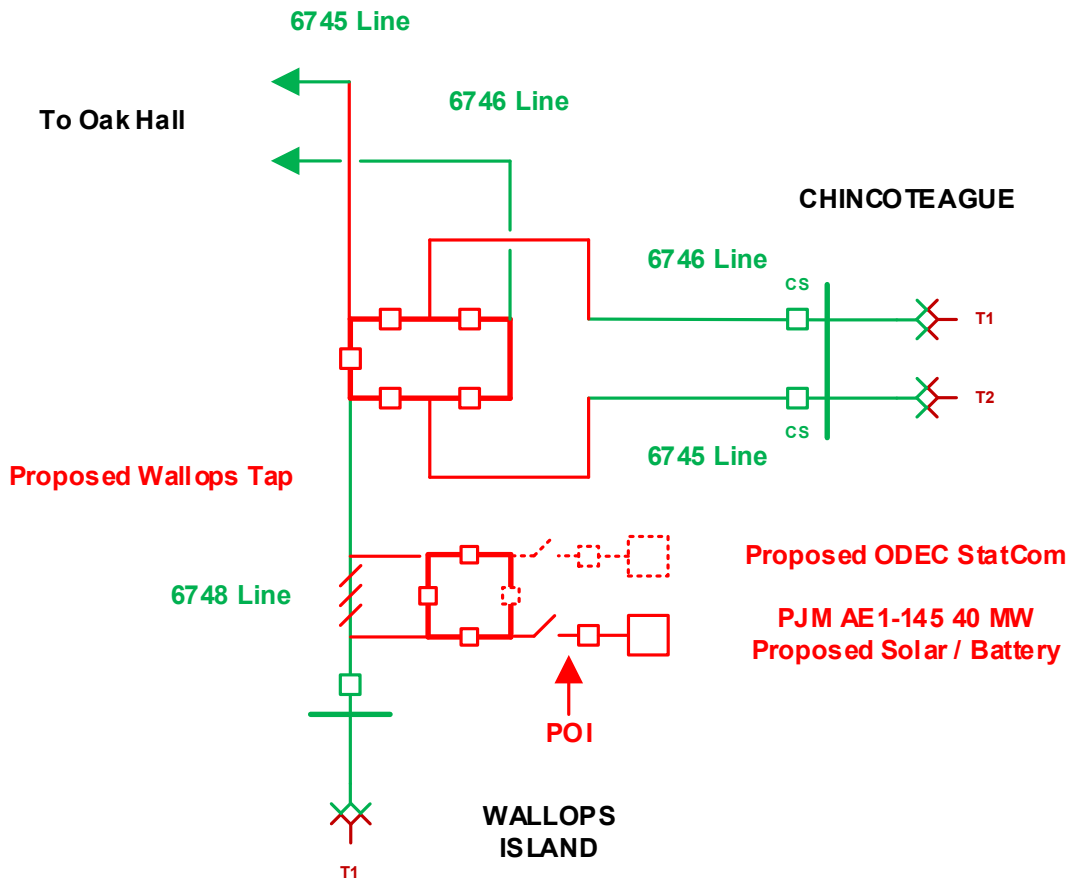 6745 Line
6746 Line
To Oak Hall
CHINCOTEAGUE
6746 Line
CS
T1
T2
CS
6745 Line
Proposed Wallops Tap
Proposed ODEC StatCom
6748 Line
PJM AE1-145 40 MW
Proposed Solar / Battery
POI
WALLOPS
ISLAND
T1